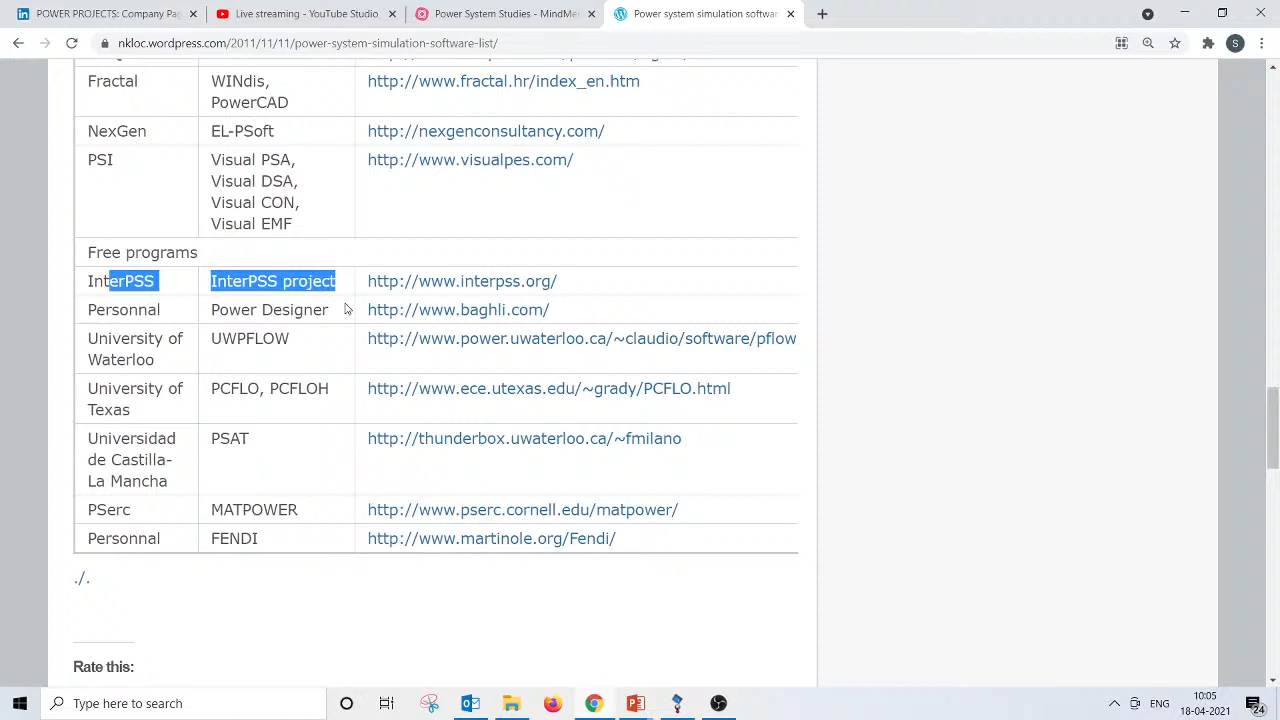 POWER PROJECTS: Company Pag
Live streaming - YouTube Studio
Power System Studies - MindMei
Power system simulation softwar
nkloc.wordpress.com/2011/11/11/power-system-simulation-software-list/
S
Fractal WINdis, http://www.fractal.hr/index_en.htm
PowerCAD
NexGen EL-PSoft http://nexgenconsultancy.com/
PSI Visual PSA, http://www.visualpes.com/
Visual DSA,
Visual CON,
Visual EMF
Free programs
InterPSS InterPSS project http://www.interpss.org/
Personnal Power Designer http://www.baghli.com/
University of UWPFLOW http://www.power.uwaterloo.ca/~claudio/software/pflow
Waterloo
University of PCFLO, PCFLOH http://www.ece.utexas.edu/~grady/PCFLO.html
Texas
Universidad PSAT http://thunderbox.uwaterloo.ca/~fmilano
de Castilla-
La Mancha
PSerc MATPOWER http://www.pserc.cornell.edu/matpower/
Personnal FENDI http://www.martinole.org/Fendi/
./.
Rate this:
Type here to search
ENG
10:05
18-04-2021
24